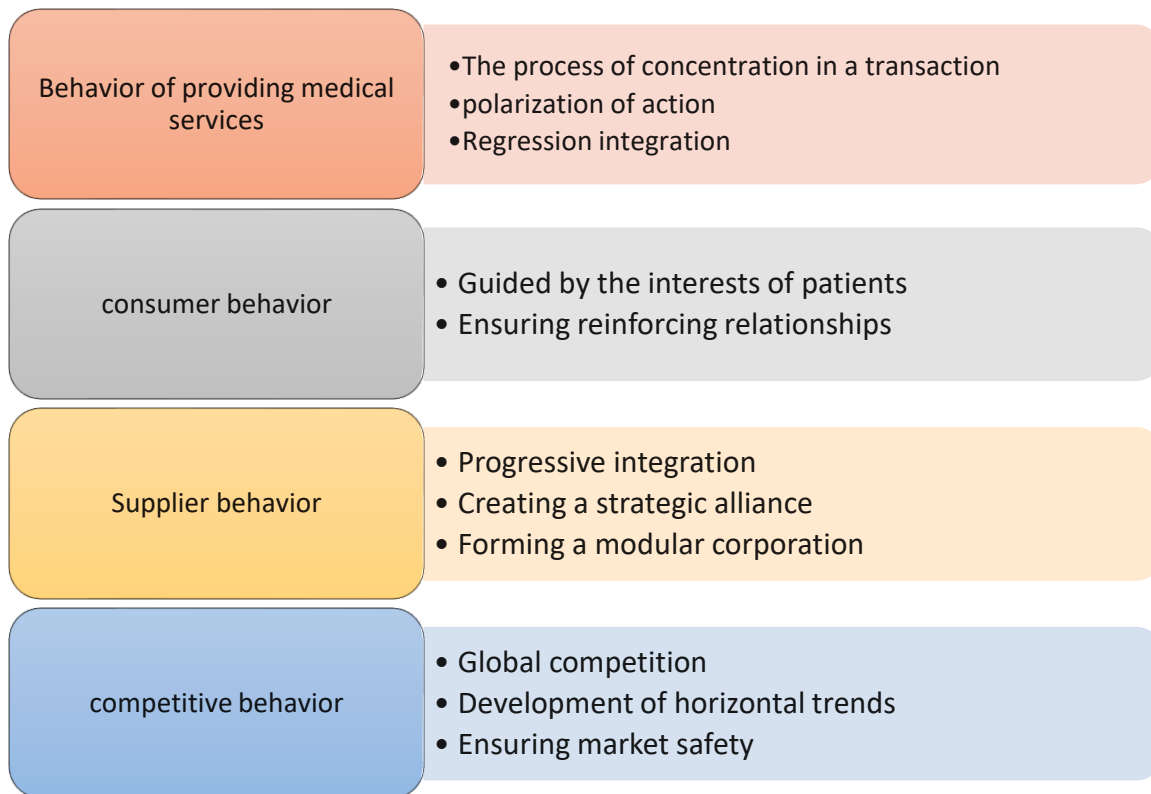 Behavior of providing medical
services
•The process of concentration in a transaction
•polarization of action
•Regression integration
consumer behavior
• Guided by the interests of patients
• Ensuring reinforcing relationships
Supplier behavior
• Progressive integration
• Creating a strategic alliance
• Forming a modular corporation
competitive behavior
• Global competition
• Development of horizontal trends
• Ensuring market safety